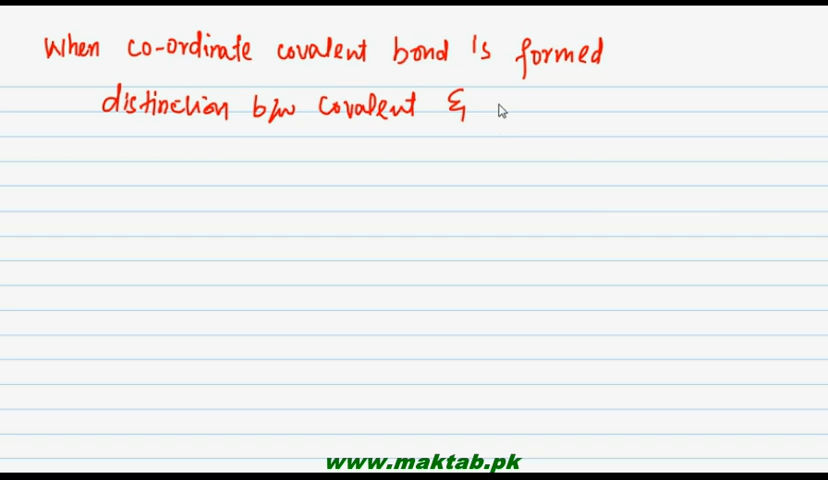 When co-ordinate covalent bond is formed
distinction b/w covalent &
www.maktab.pk